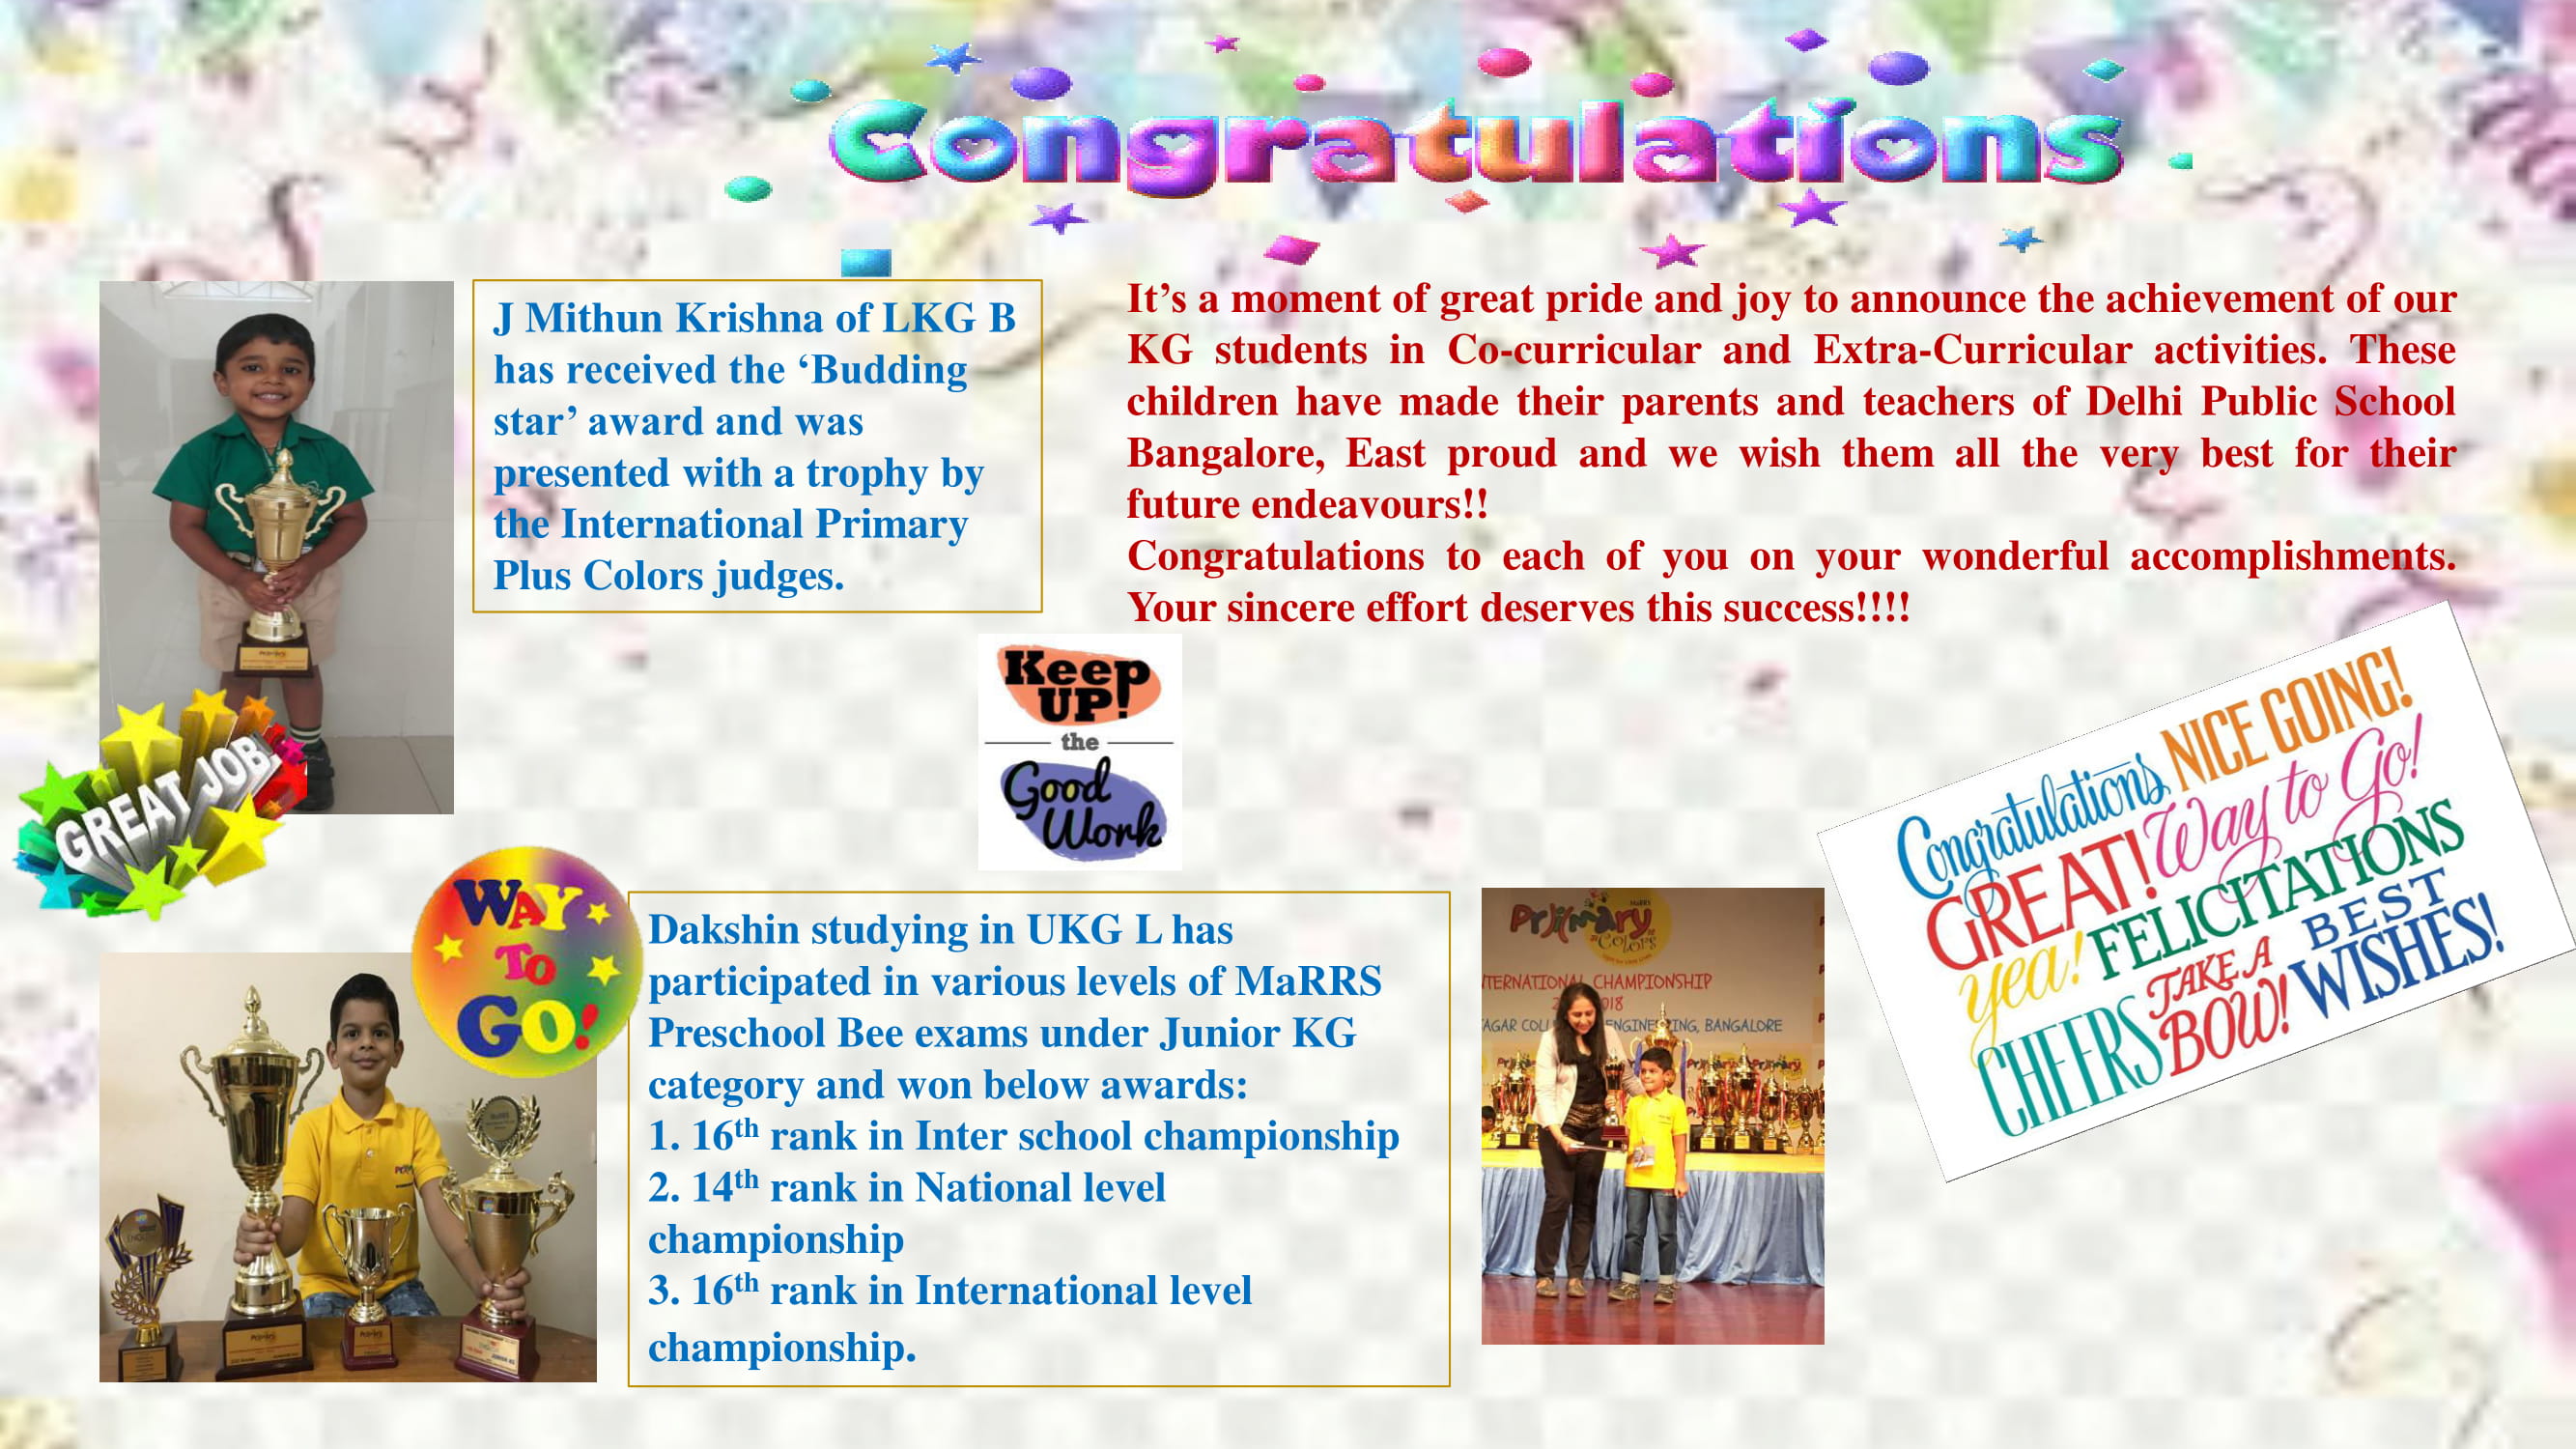 Congratulations
J Mithun Krishna of LKG B
has received the ‘Budding
star’ award and was
presented with a trophy by
the International Primary
Plus Colors judges.
It’s a moment of great pride and joy to announce the achievement of our
KG students in Co-curricular and Extra-Curricular activities. These
children have made their parents and teachers of Delhi Public School
Bangalore, East proud and we wish them all the very best for their
future endeavours!!
Congratulations to each of you on your wonderful accomplishments.
Your sincere effort deserves this success!!!!
GREAT JOB
Keep
UP!
the
Good
Work
Congratulations NICE GOING!
GREAT! Way to Go!
yea! FELICITATIONS
CHEERS TAKE A BOW! BEST WISHES!
WAY
TO
GO!
Dakshin studying in UKG L has
participated in various levels of MaRRS
Preschool Bee exams under Junior KG
category and won below awards:
1. 16th rank in Inter school championship
2. 14th rank in National level
championship
3. 16th rank in International level
championship.
Pri(mary
Colors
NTERNATIONAL CHAMPIONSHIP
018
AGAR COLL ENGINEERING, BANGALORE